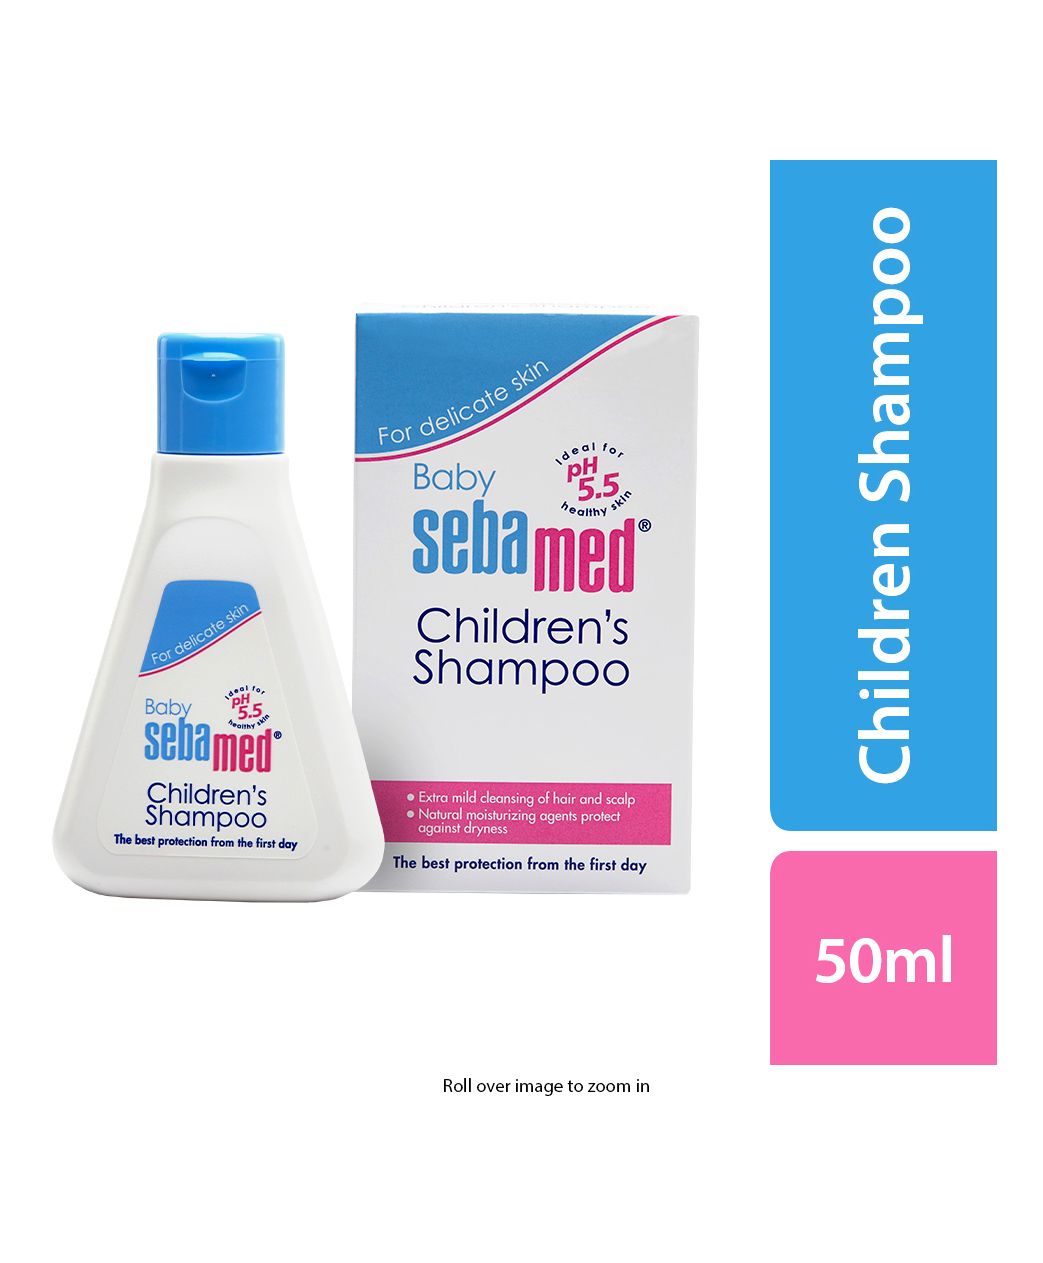 Children's Shampoo
For delicate skin
Baby
ideal for
pH
5.5
healthy skin
sebamed®
Children's
Shampoo
• Extra mild cleansing of hair and scalp
• Natural moisturizing agents protect
against dryness
The best protection from the first day
For delicate skin
Baby
ideal for
pH
5.5
healthy skin
sebamed®
Children's
Shampoo
The best protection from the first day
Children Shampoo
50ml
Roll over image to zoom in